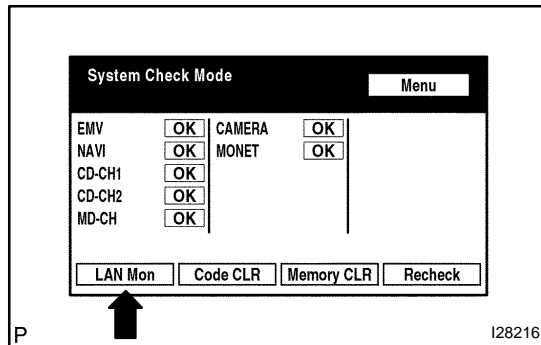 System Check Mode
Menu
EMV OK CAMERA OK
NAVI OK MONET OK
CD-CH1 OK
CD-CH2 OK
MD-CH OK
LAN Mon Code CLR Memory CLR Recheck
P I28216